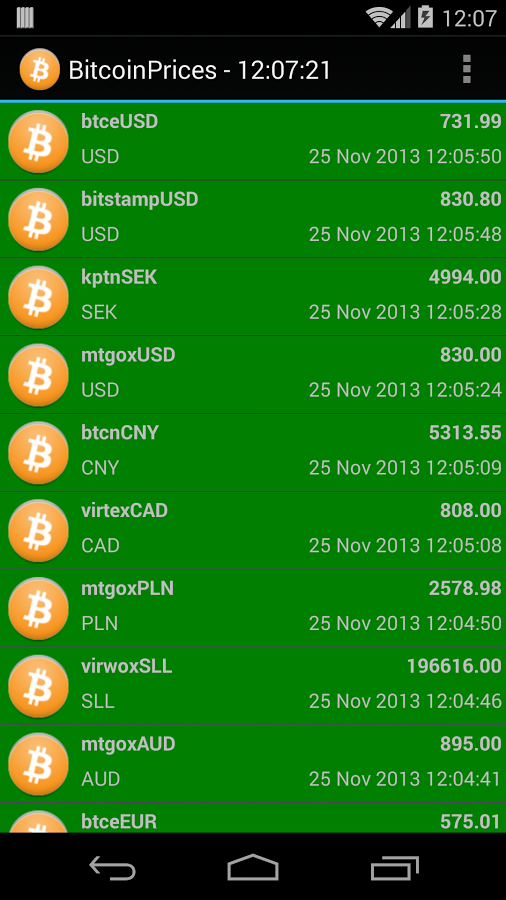 12:07
BitcoinPrices - 12:07:21
btceUSD 731.99
USD 25 Nov 2013 12:05:50
bitstampUSD 830.80
USD 25 Nov 2013 12:05:48
kptnSEK 4994.00
SEK 25 Nov 2013 12:05:28
mtgoxUSD 830.00
USD 25 Nov 2013 12:05:24
btcnCNY 5313.55
CNY 25 Nov 2013 12:05:09
virtexCAD 808.00
CAD 25 Nov 2013 12:05:08
mtgoxPLN 2578.98
PLN 25 Nov 2013 12:04:50
virwoxSLL 196616.00
SLL 25 Nov 2013 12:04:46
mtgoxAUD 895.00
AUD 25 Nov 2013 12:04:41
btceEUR 575.01